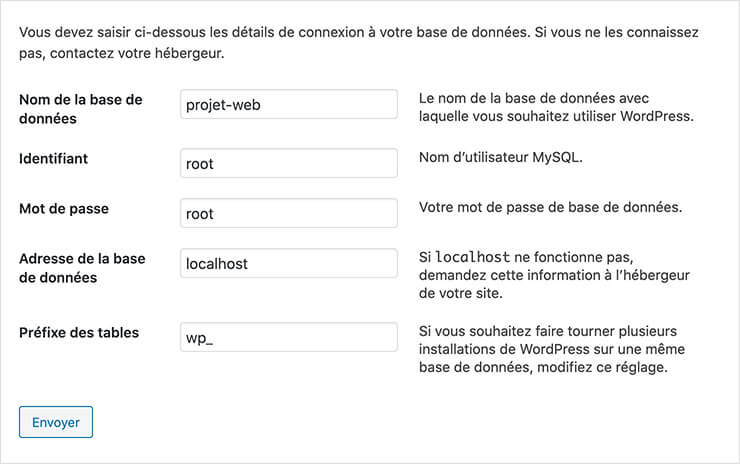 Vous devez saisir ci-dessous les détails de connexion à votre base de données. Si vous ne les connaissez
pas, contactez votre hébergeur.
Nom de la base de
données
projet-web
Le nom de la base de données avec
laquelle vous souhaitez utiliser WordPress.
Identifiant
root
Nom d’utilisateur MySQL.
Mot de passe
root
Votre mot de passe de base de données.
Adresse de la base
de données
localhost
Si localhost ne fonctionne pas,
demandez cette information à l’hébergeur
de votre site.
Préfixe des tables
wp_
Si vous souhaitez faire tourner plusieurs
installations de WordPress sur une même
base de données, modifiez ce réglage.
Envoyer